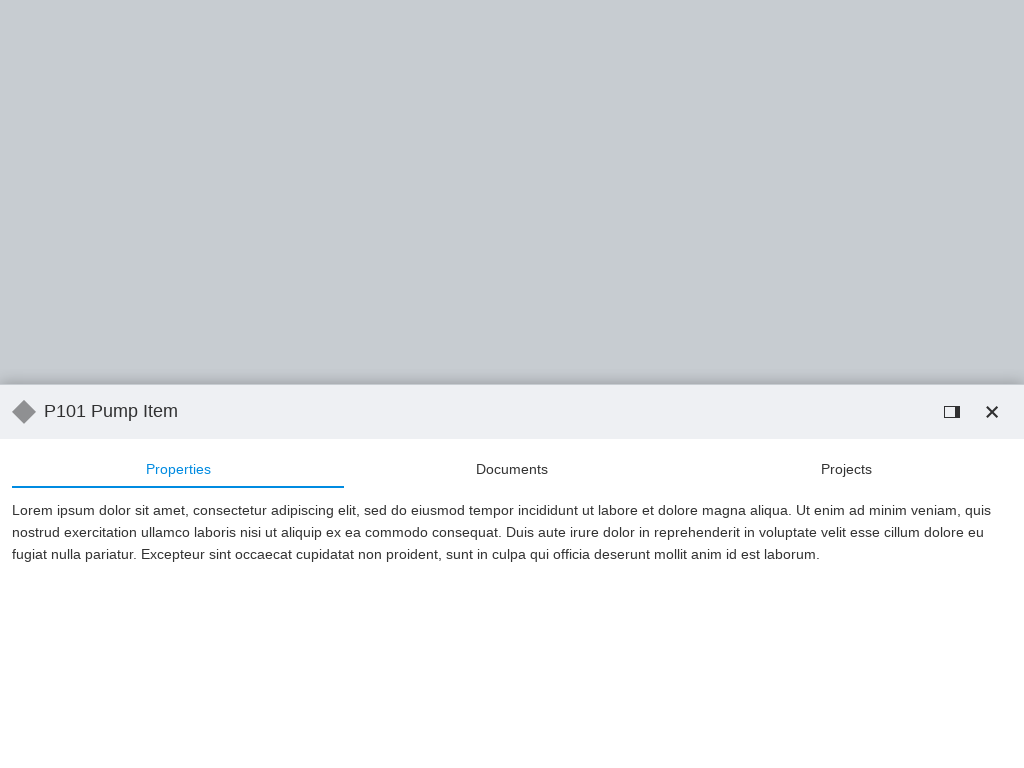 P101 Pump Item
Properties
Documents
Projects
Lorem ipsum dolor sit amet, consectetur adipiscing elit, sed do eiusmod tempor incididunt ut labore et dolore magna aliqua. Ut enim ad minim veniam, quis
nostrud exercitation ullamco laboris nisi ut aliquip ex ea commodo consequat. Duis aute irure dolor in reprehenderit in voluptate velit esse cillum dolore eu
fugiat nulla pariatur. Excepteur sint occaecat cupidatat non proident, sunt in culpa qui officia deserunt mollit anim id est laborum.